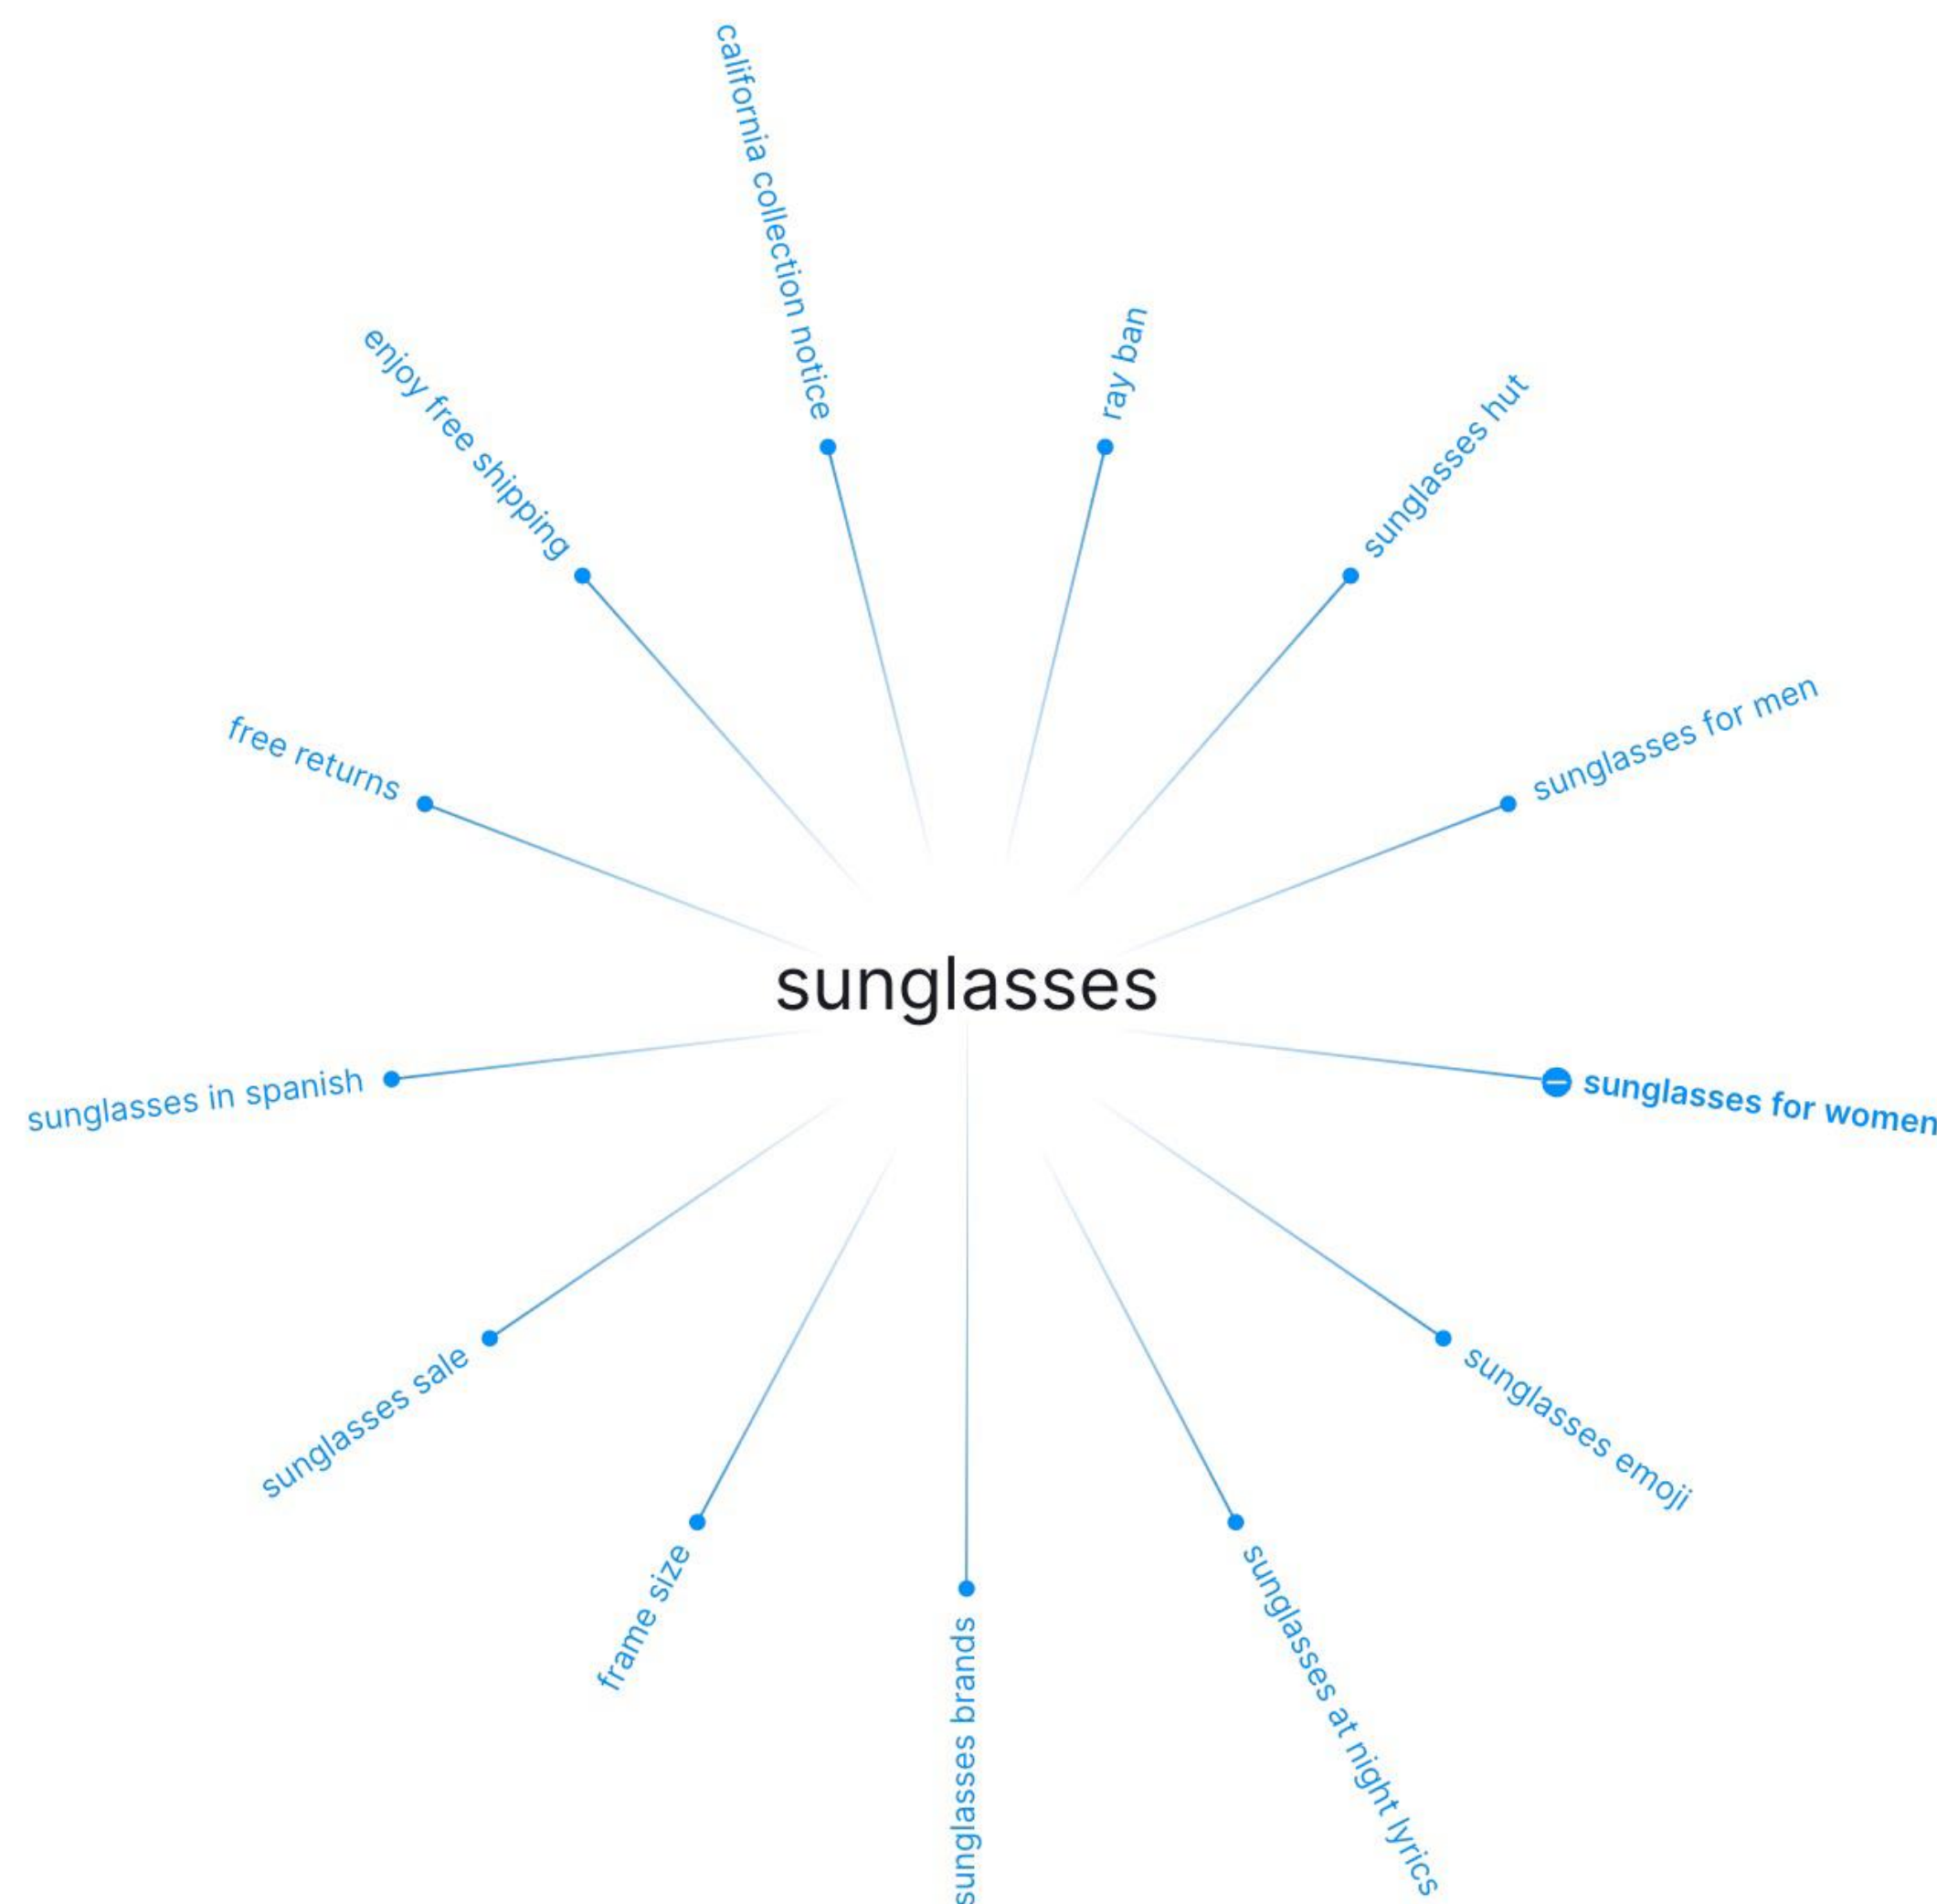 california collection notice
ray ban
enjoy free shipping
sunglasses hut
sunglasses for men
free returns
sunglasses
sunglasses in spanish
sunglasses for women
sunglasses sale
sunglasses emoji
frame size
sunglasses at night lyrics
sunglasses brands